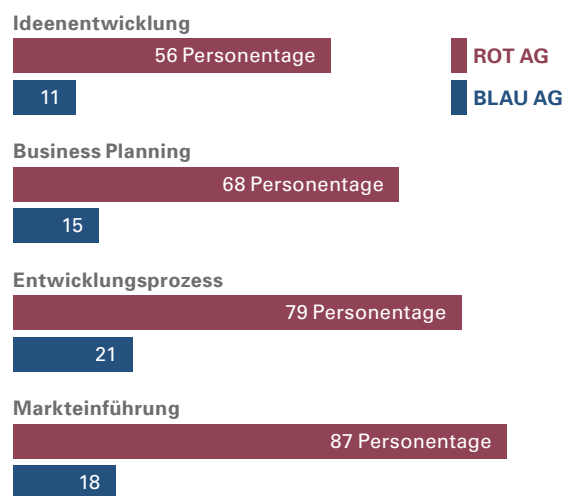 Ideenentwicklung
56 Personentage
ROT AG
11
BLAU AG
Business Planning
68 Personentage
15
Entwicklungsprozess
79 Personentage
21
Markteinführung
87 Personentage
18